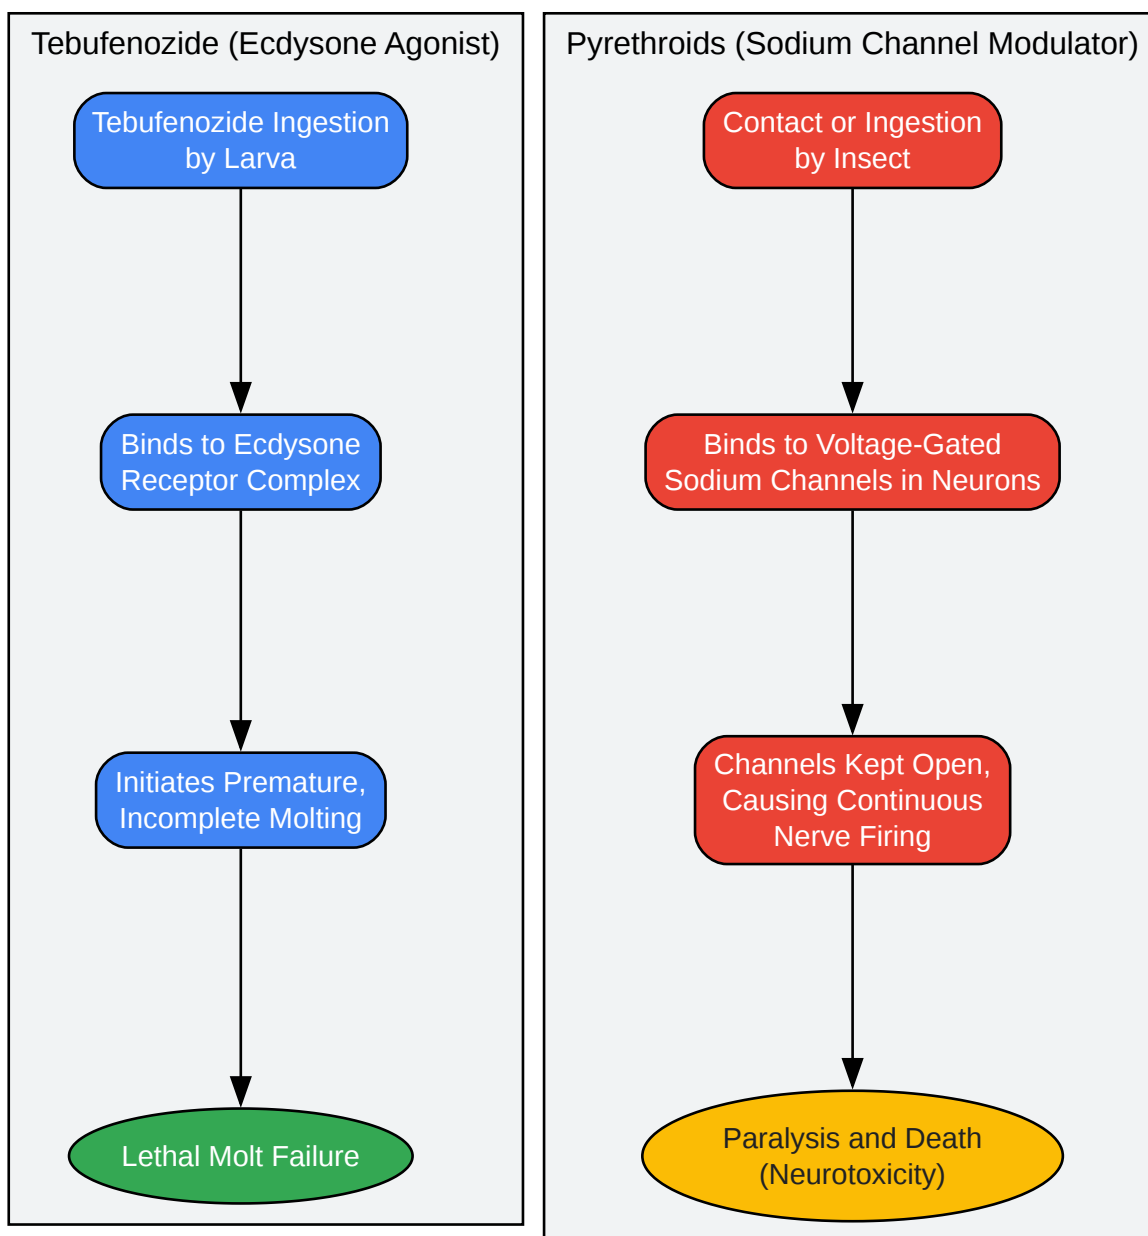 Tebufenozide (Ecdysone Agonist)
Tebufenozide Ingestion
by Larva
Binds to Ecdysone
Receptor Complex
Initiates Premature,
Incomplete Molting
Lethal Molt Failure
Pyrethroids (Sodium Channel Modulator)
Contact or Ingestion
by Insect
Binds to Voltage-Gated
Sodium Channels in Neurons
Channels Kept Open,
Causing Continuous
Nerve Firing
Paralysis and Death
(Neurotoxicity)